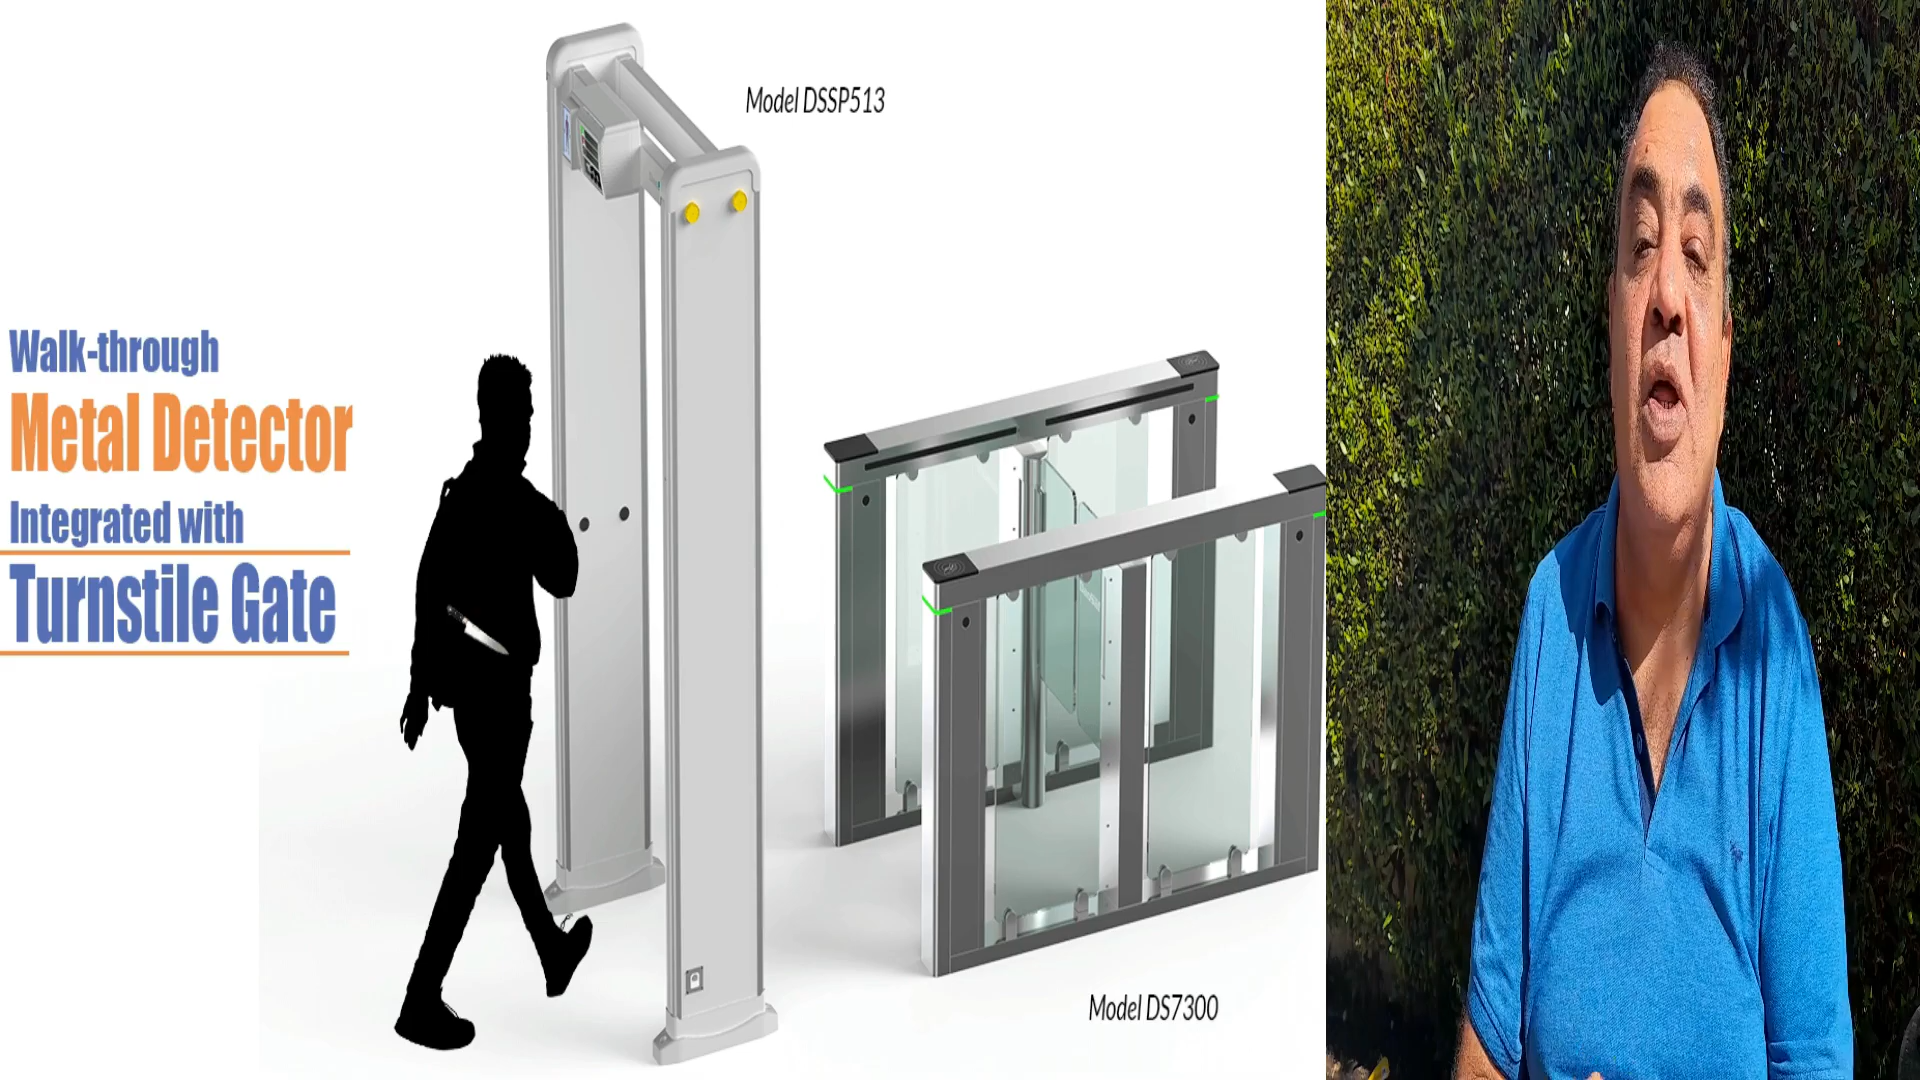 Model DSSP513
Walk-through
Metal Detector
Integrated with
Turnstile Gate
Model DS7300